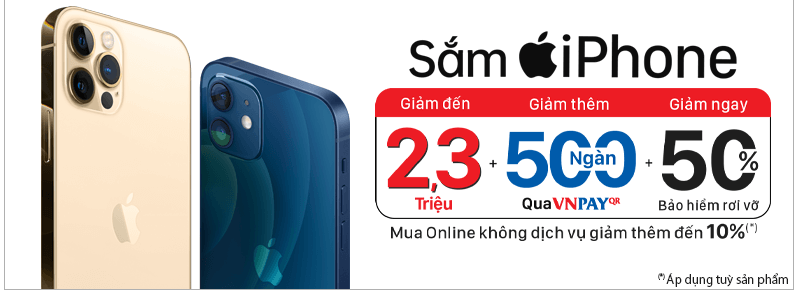 Sắm iPhone
Giảm đến
2,3
Triệu
+
Giảm thêm
500 Ngàn
Qua VNPAY QR
+
Giảm ngay
50%
Bảo hiểm rơi vỡ
Mua Online không dịch vụ giảm thêm đến 10%(*)
(*)Áp dụng tuỳ sản phẩm